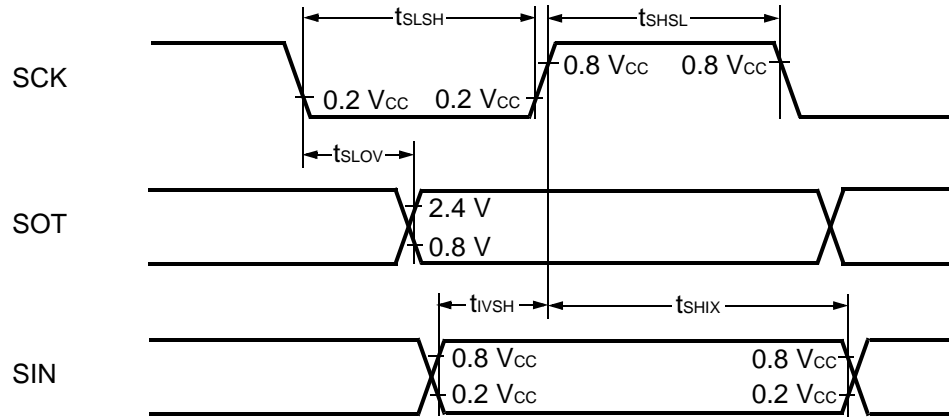 tSLSH tSHSL
SCK
0.8 VCC 0.8 VCC
0.2 VCC 0.2 VCC
tSLOV
SOT
2.4 V
0.8 V
tIVSH tSHIX
SIN
0.8 VCC 0.8 VCC
0.2 VCC 0.2 VCC